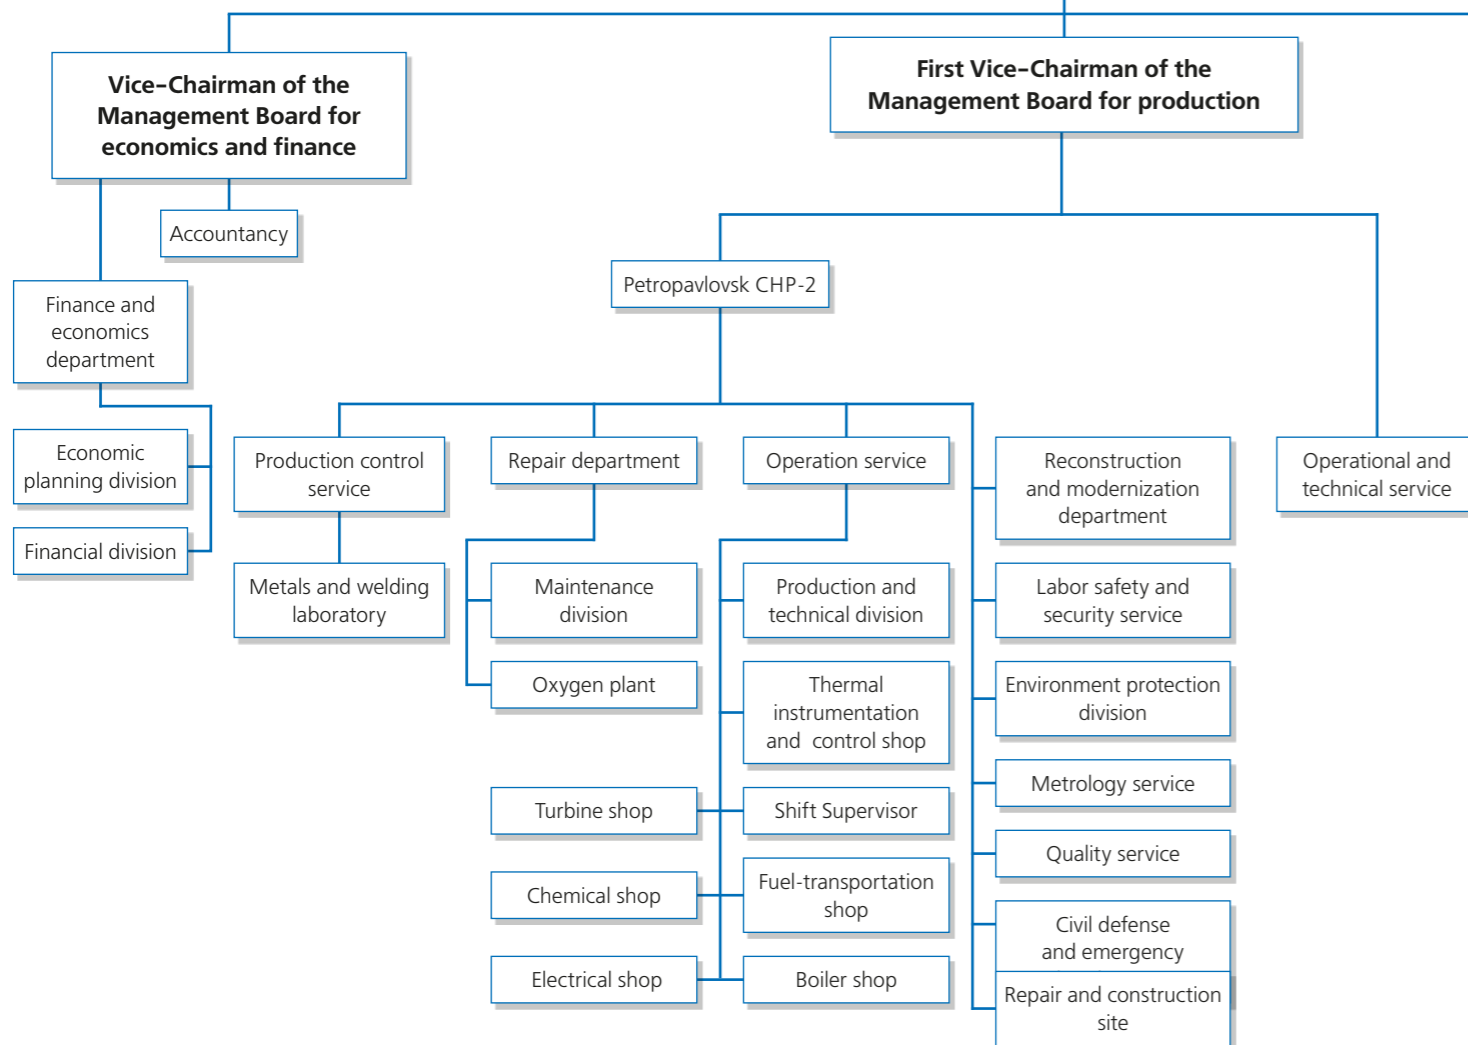 Vice-Chairman of the
Management Board for
economics and finance
First Vice-Chairman of the
Management Board for production
Accountancy
Petropavlovsk CHP-2
Finance and
economics
department
Economic
planning division
Financial division
Production control
service
Metals and welding
laboratory
Repair department
Maintenance
division
Oxygen plant
Operation service
Production and
technical division
Thermal
instrumentation
and control shop
Turbine shop
Shift Supervisor
Chemical shop
Fuel-transportation
shop
Electrical shop
Boiler shop
Reconstruction
and modernization
department
Labor safety and
security service
Environment protection
division
Metrology service
Quality service
Civil defense
and emergency
Repair and construction
site
Operational and
technical service